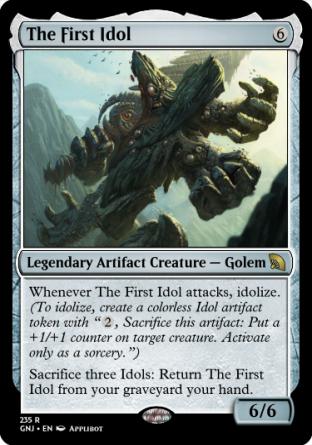 The First Idol 6
Legendary Artifact Creature — Golem
Whenever The First Idol attacks, idolize.
(To idolize, create a colorless Idol artifact
token with “2, Sacrifice this artifact: Put a
+1/+1 counter on target creature. Activate
only as a sorcery.”)
Sacrifice three Idols: Return The First
Idol from your graveyard your hand.
6/6
235 R
GNJ • EN APPLIBOT